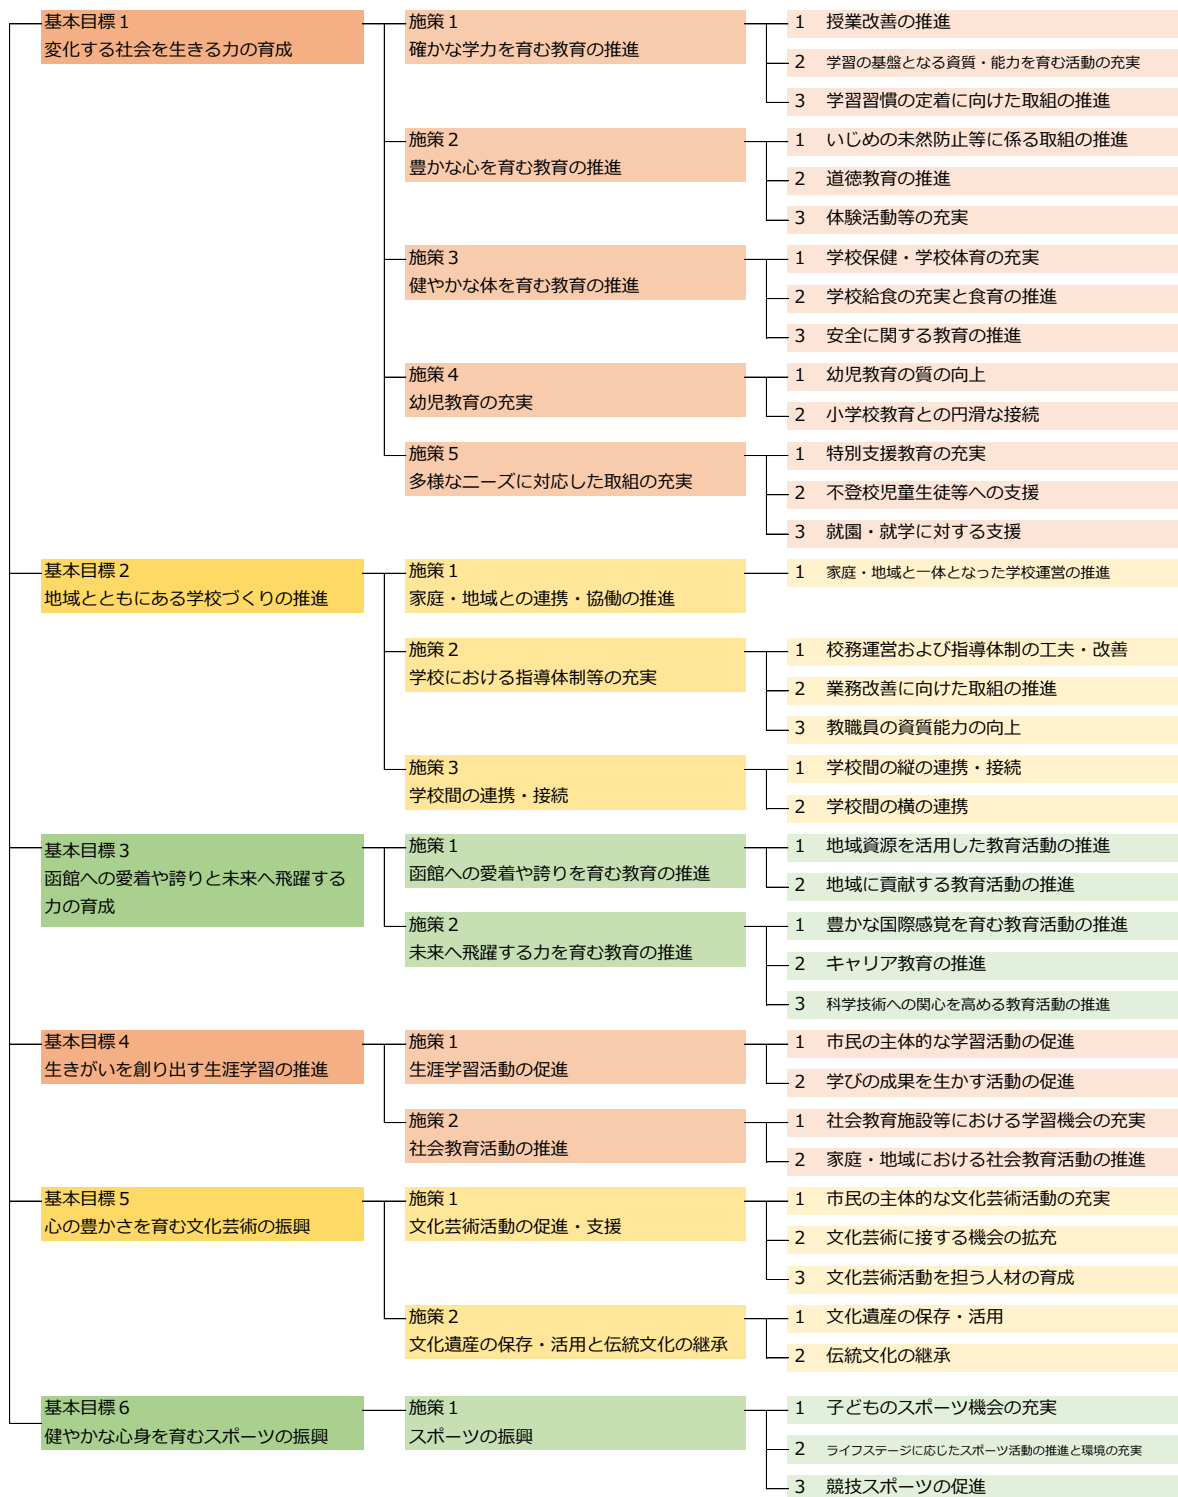 基本目標１
変化する社会を生きる力の育成
施策１
確かな学力を育む教育の推進
1 授業改善の推進
2 学習の基盤となる資質・能力を育む活動の充実
3 学習習慣の定着に向けた取組の推進
施策２
豊かな心を育む教育の推進
1 いじめの未然防止等に係る取組の推進
2 道徳教育の推進
3 体験活動等の充実
施策３
健やかな体を育む教育の推進
1 学校保健・学校体育の充実
2 学校給食の充実と食育の推進
3 安全に関する教育の推進
施策４
幼児教育の充実
1 幼児教育の質の向上
2 小学校教育との円滑な接続
施策５
多様なニーズに対応した取組の充実
1 特別支援教育の充実
2 不登校児童生徒等への支援
3 就園・就学に対する支援
基本目標２
地域とともにある学校づくりの推進
施策１
家庭・地域との連携・協働の推進
1 家庭・地域と一体となった学校運営の推進
施策２
学校における指導体制等の充実
1 校務運営および指導体制の工夫・改善
2 業務改善に向けた取組の推進
3 教職員の資質能力の向上
施策３
学校間の連携・接続
1 学校間の縦の連携・接続
2 学校間の横の連携
基本目標３
函館への愛着や誇りと未来へ飛躍する
力の育成
施策１
函館への愛着や誇りを育む教育の推進
1 地域資源を活用した教育活動の推進
2 地域に貢献する教育活動の推進
施策２
未来へ飛躍する力を育む教育の推進
1 豊かな国際感覚を育む教育活動の推進
2 キャリア教育の推進
3 科学技術への関心を高める教育活動の推進
基本目標４
生きがいを創り出す生涯学習の推進
施策１
生涯学習活動の促進
1 市民の主体的な学習活動の促進
2 学びの成果を生かす活動の促進
施策２
社会教育活動の推進
1 社会教育施設等における学習機会の充実
2 家庭・地域における社会教育活動の推進
基本目標５
心の豊かさを育む文化芸術の振興
施策１
文化芸術活動の促進・支援
1 市民の主体的な文化芸術活動の充実
2 文化芸術に接する機会の拡充
3 文化芸術活動を担う人材の育成
施策２
文化遺産の保存・活用と伝統文化の継承
1 文化遺産の保存・活用
2 伝統文化の継承
基本目標６
健やかな心身を育むスポーツの振興
施策１
スポーツの振興
1 子どものスポーツ機会の充実
2 ライフステージに応じたスポーツ活動の推進と環境の充実
3 競技スポーツの促進